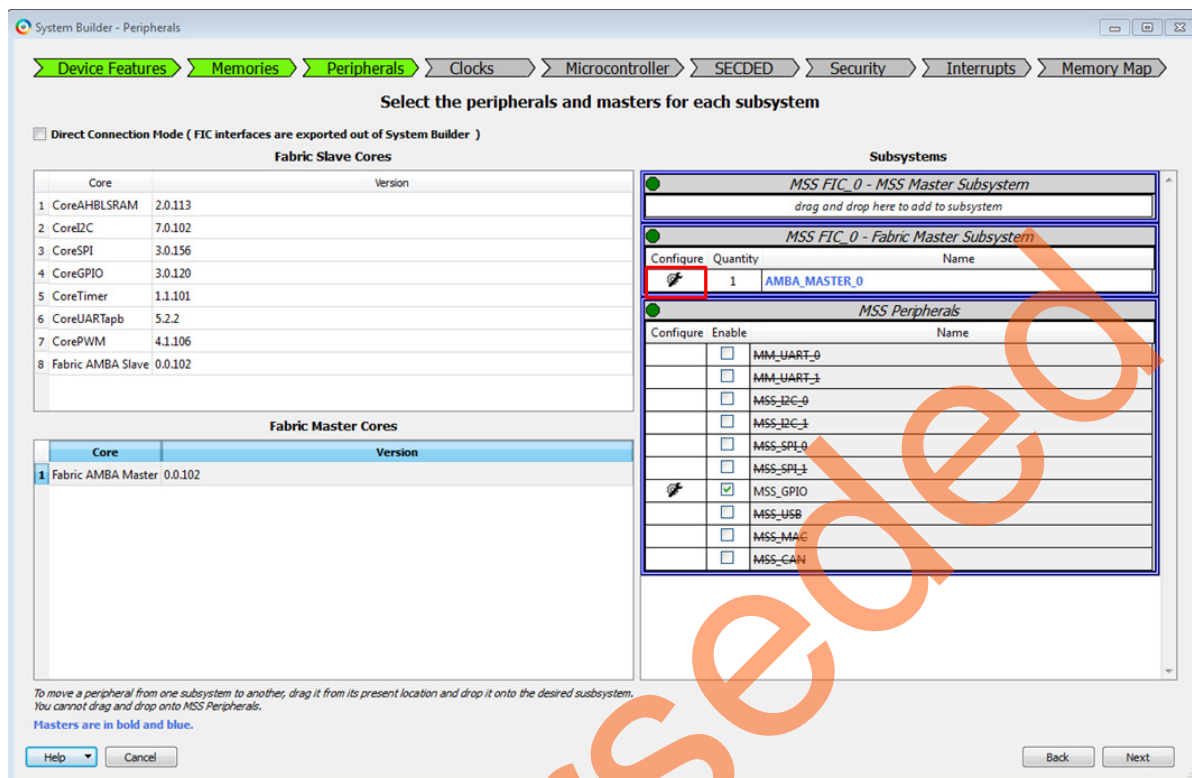 System Builder - Peripherals
Device Features Memories Peripherals Clocks Microcontroller SECDED Security Interrupts Memory Map
Select the peripherals and masters for each subsystem
Direct Connection Mode ( FIC interfaces are exported out of System Builder )
Fabric Slave Cores
Core Version
1 CoreAHBLSRAM 2.0.113
2 CoreI2C 7.0.102
3 CoreSPI 3.0.156
4 CoreGPIO 3.0.120
5 CoreTimer 1.1.101
6 CoreUARTapb 5.2.2
7 CorePWM 4.1.106
8 Fabric AMBA Slave 0.0.102
Fabric Master Cores
Core Version
1 Fabric AMBA Master 0.0.102
Subsystems
MSS FIC_0 - MSS Master Subsystem
drag and drop here to add to subsystem
MSS FIC_0 - Fabric Master Subsystem
Configure Quantity Name
1 AMBA_MASTER_0
MSS Peripherals
Configure Enable Name
MM_UART_0
MM_UART_1
MSS_I2C_0
MSS_I2C_1
MSS_SPI_0
MSS_SPI_1
MSS_GPIO
MSS_USB
MSS_MAC
MSS_CAN
To move a peripheral from one subsystem to another, drag it from its present location and drop it onto the desired susbsystem.
You cannot drag and drop onto MSS Peripherals.
Masters are in bold and blue.
Help Cancel Back Next
seded